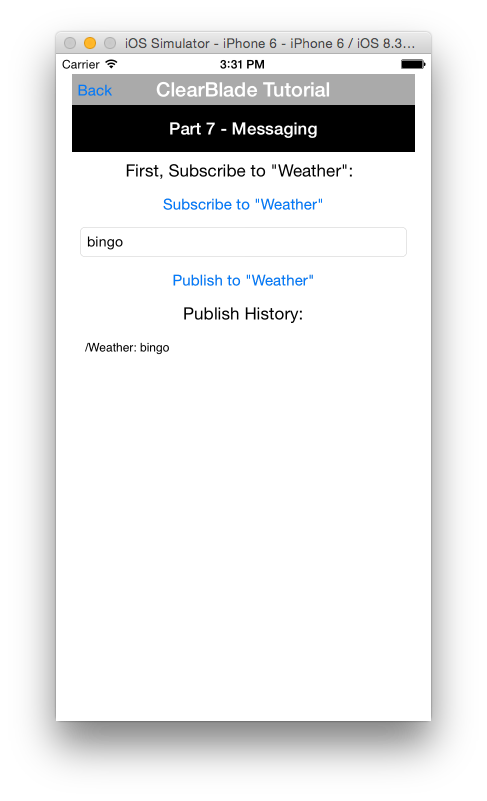 iOS Simulator - iPhone 6 - iPhone 6 / iOS 8.3...
Carrier 3:31 PM
Back ClearBlade Tutorial
Part 7 - Messaging
First, Subscribe to "Weather":
Subscribe to "Weather"
bingo
Publish to "Weather"
Publish History:
/Weather: bingo